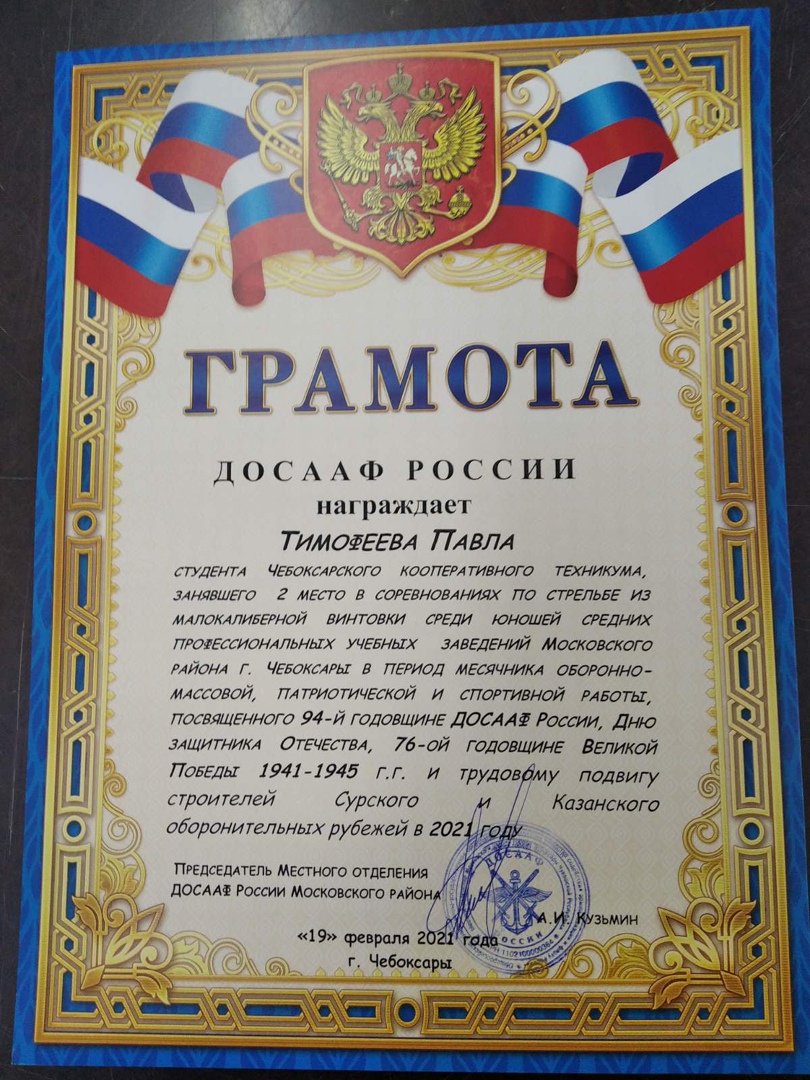 ГРАМОТА
ДОСААФ РОССИИ
награждает
Тимофеева Павла
студента Чебоксарского кооперативного техникума,
занявшего 2 место в соревнованиях по стрельбе из
малокалиберной винтовки среди юношей средних
профессиональных учебных заведений Московского
района г. Чебоксары в период месячника оборонно-
массовой, патриотической и спортивной работы,
посвященного 94-й годовщине ДОСААФ России, Дню
защитника Отечества, 76-ой годовщине Великой
Победы 1941-1945 г.г. и трудовому подвигу
строителей Сурского и Казанского
оборонительных рубежей в 2021 году
Председатель Местного отделения
ДОСААФ России Московского района
А.И. Кузьмин
«19» февраля 2021 года
г. Чебоксары
ДОСААФ
РОССИИ